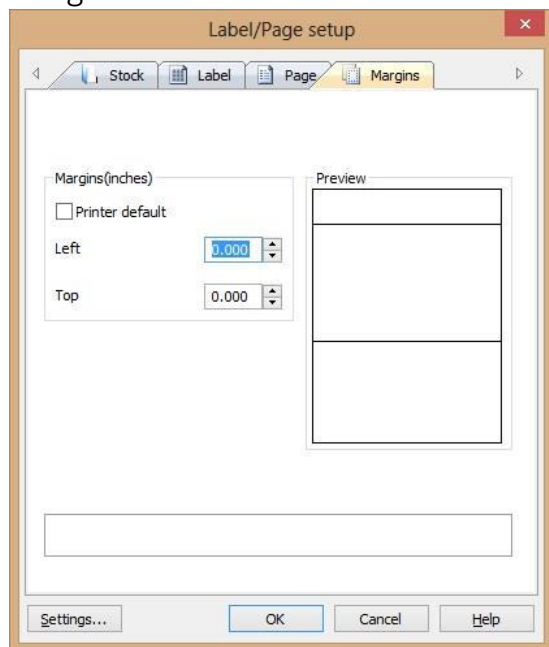 Label/Page setup
Stock Label Page Margins
Margins(inches)
Printer default
Left 0.000
Top 0.000
Preview
Settings... OK Cancel Help